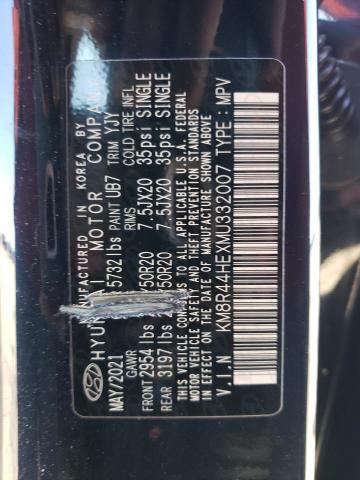 HYUNDAI MOTOR COMPANY
MANUFACTURED IN KOREA BY
MAY/2021 5732 lbs PAINT UB7 TRIM YJY
GAWR RIMS COLD TIRE INFL
FRONT 2954 lbs 50R20 7.5JX20 35psi SINGLE
REAR 3197 lbs 50R20 7.5JX20 35psi SINGLE
THIS VEHICLE CONFORMS TO ALL APPLICABLE U.S.A. FEDERAL
MOTOR VEHICLE SAFETY AND THEFT PREVENTION STANDARDS
IN EFFECT ON THE DATE OF MANUFACTURE SHOWN ABOVE.
V.I.N KM8R44HEXMU332007 TYPE : MPV